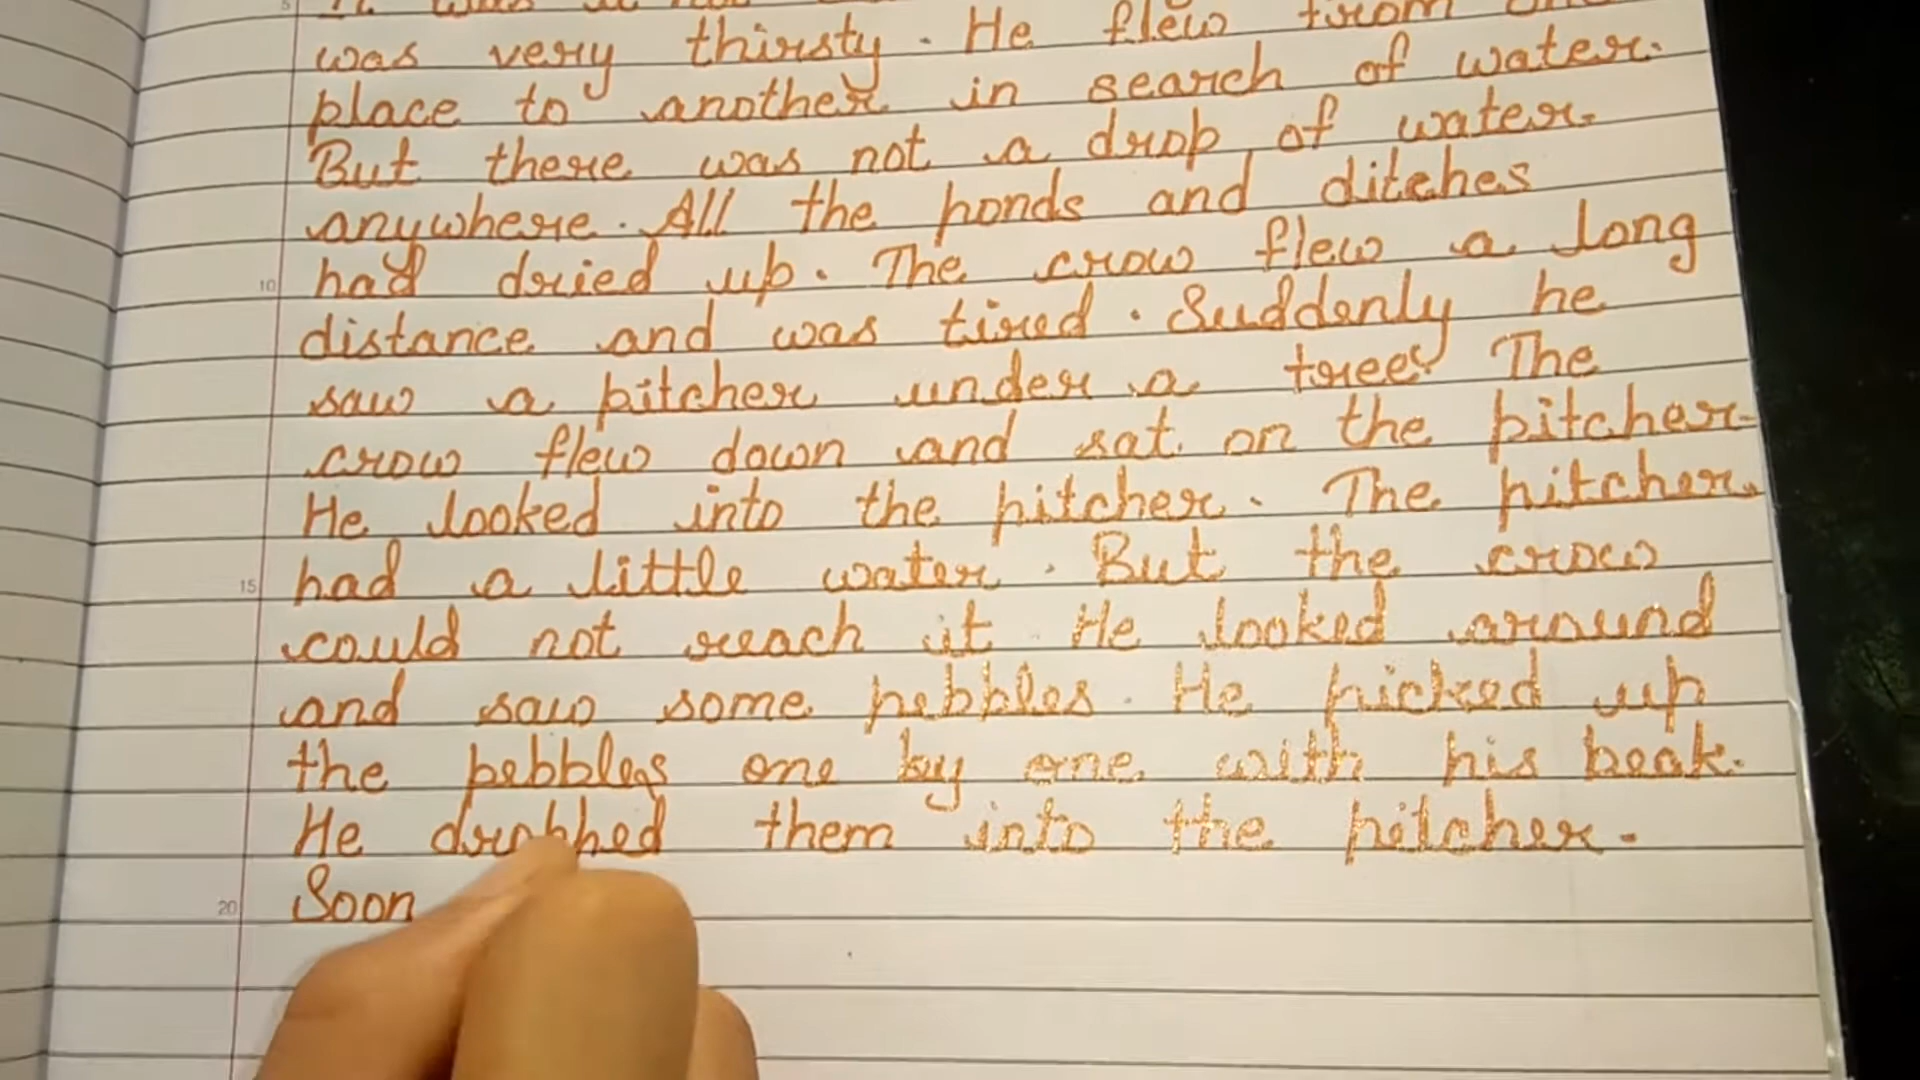 was very thirsty. He flew from one
place to another in search of water.
But there was not a drop of water
anywhere. All the ponds and ditches
10 had dried up. The crow flew a long
distance and was tired. Suddenly he
saw a pitcher under a tree. The
crow flew down and sat on the pitcher.
He looked into the pitcher. The pitcher
15 had a little water. But the crow
could not reach it. He looked around
and saw some pebbles. He picked up
the pebbles one by one with his beak.
He dropped them into the pitcher.
20 Soon